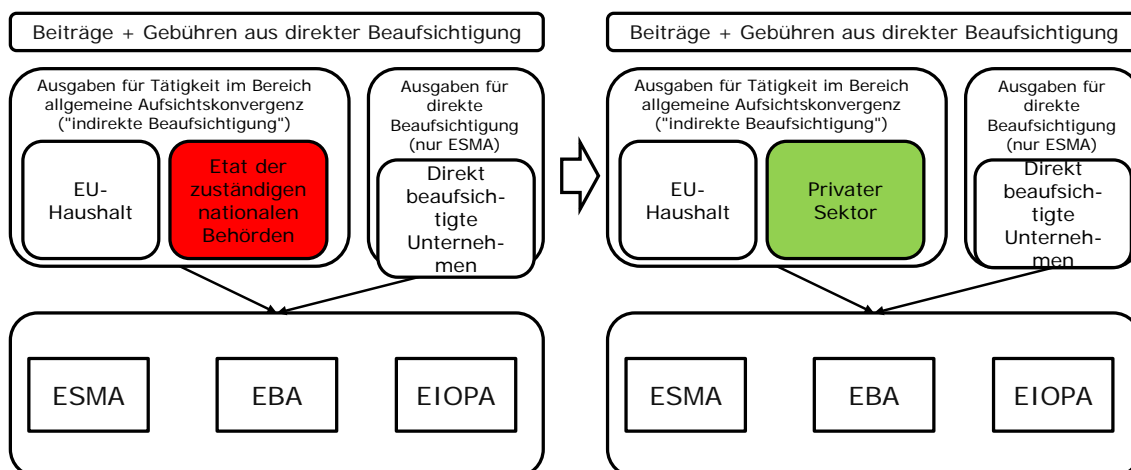 Beiträge + Gebühren aus direkter Beaufsichtigung
Ausgaben für Tätigkeit im Bereich
allgemeine Aufsichtskonvergenz
("indirekte Beaufsichtigung")
EU-
Haushalt
Etat der
zuständigen
nationalen
Behörden
Ausgaben für
direkte
Beaufsichtigung
(nur ESMA)
Direkt
beaufsich-
tigte
Unterneh-
men
ESMA
EBA
EIOPA
Beiträge + Gebühren aus direkter Beaufsichtigung
Ausgaben für Tätigkeit im Bereich
allgemeine Aufsichtskonvergenz
("indirekte Beaufsichtigung")
EU-
Haushalt
Privater
Sektor
Ausgaben für
direkte
Beaufsichtigung
(nur ESMA)
Direkt
beaufsich-
tigte
Unterneh-
men
ESMA
EBA
EIOPA